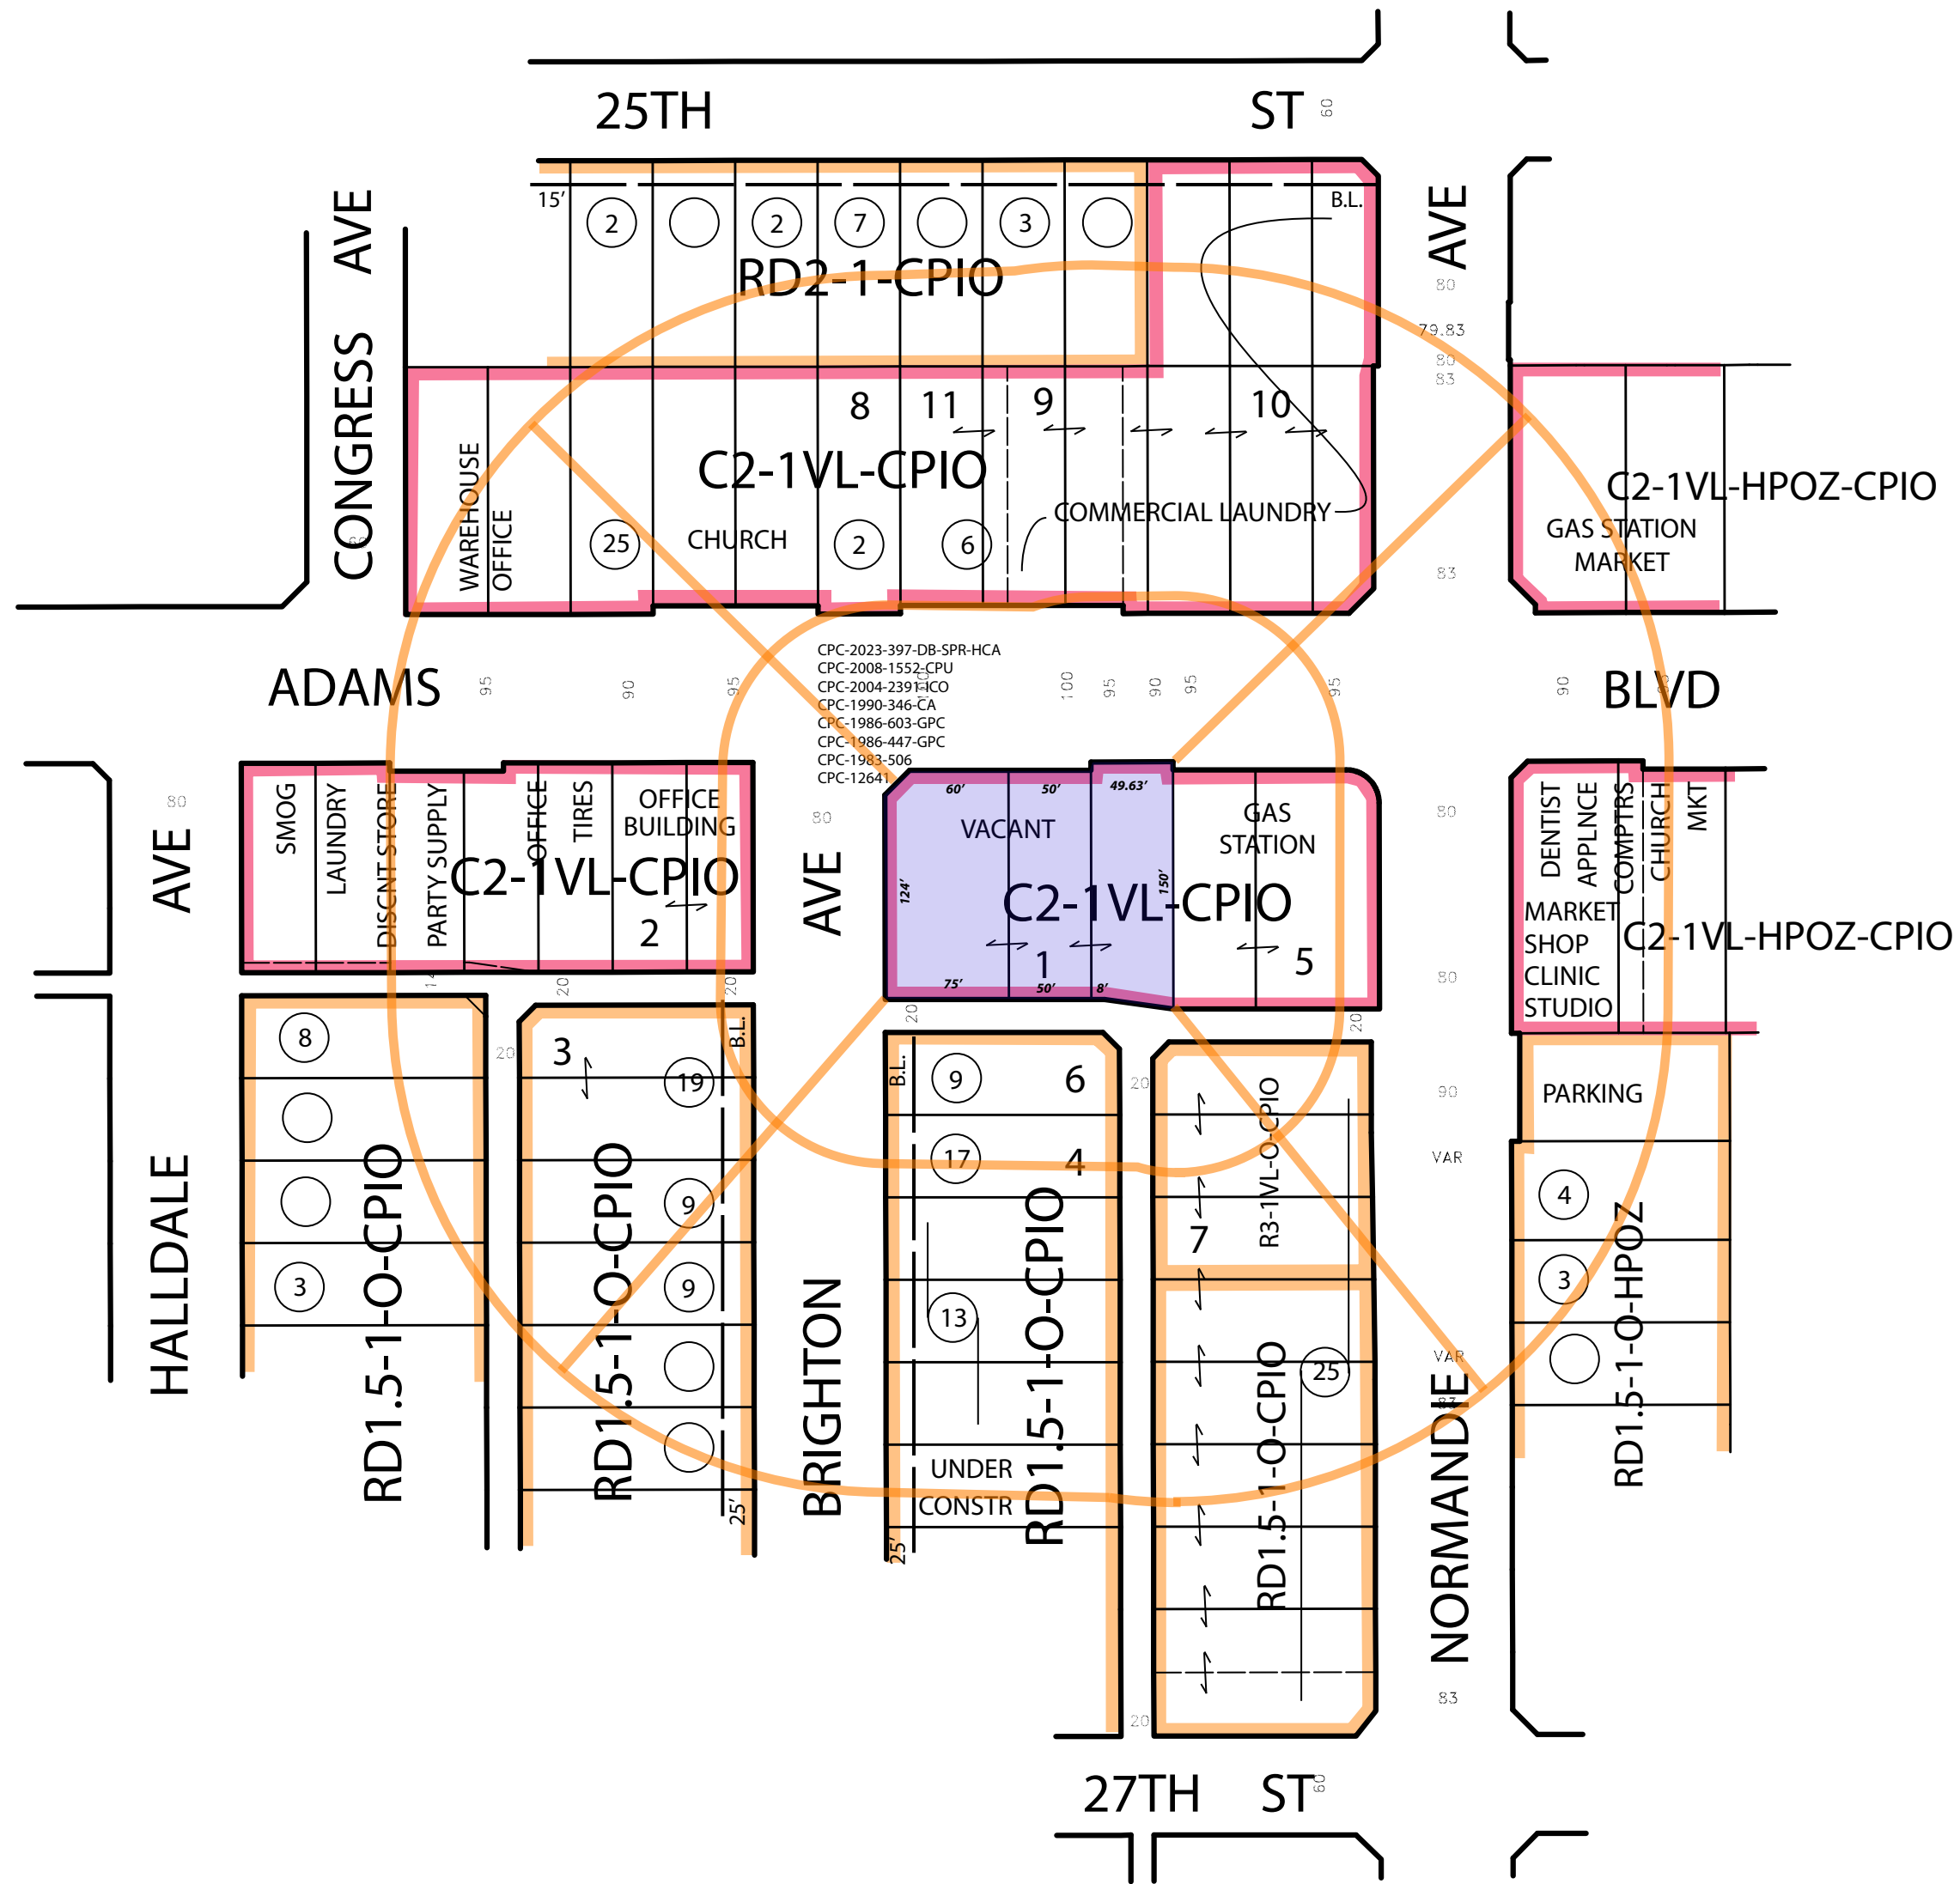 25TH ST
60
CONGRESS AVE
15'
B.L.
2
2
7
3
RD2-1-CPIO
AVE
80
79.83
80
83
8
11
9
10
C2-1VL-CPIO
WAREHOUSE
OFFICE
25
CHURCH
2
6
COMMERCIAL LAUNDRY
83
C2-1VL-HPOZ-CPIO
GAS STATION
MARKET
ADAMS
BLVD
95
90
95
100
95
90
95
95
90
CPC-2023-397-DB-SPR-HCA
CPC-2008-1552-CPU
CPC-2004-2391-ICO
CPC-1990-346-CA
CPC-1986-603-GPC
CPC-1986-447-GPC
CPC-1983-506
CPC-12641
80
AVE
SMOG
LAUNDRY
DISCNT STORE
PARTY SUPPLY
OFFICE
TIRES
OFFICE
BUILDING
C2-1VL-CPIO
2
80
AVE
60'
50'
49.63'
VACANT
124'
150'
C2-1VL-CPIO
1
75'
50'
8'
GAS
STATION
5
80
80
DENTIST
APPLNCE
COMPTRS
CHURCH
MKT
MARKET
SHOP
CLINIC
STUDIO
C2-1VL-HPOZ-CPIO
20
20
20
20
HALLDALE
8
3
RD1.5-1-O-CPIO
20
3
B.L.
19
9
9
RD1.5-1-O-CPIO
25'
BRIGHTON
B.L.
9
6
17
4
13
RD1.5-1-O-CPIO
UNDER
CONSTR
25'
20
R3-1VL-O-CPIO
7
25
RD1.5-1-O-CPIO
20
90
VAR
VAR
83
NORMANDIE
83
PARKING
4
3
RD1.5-1-O-HPOZ
27TH ST
60